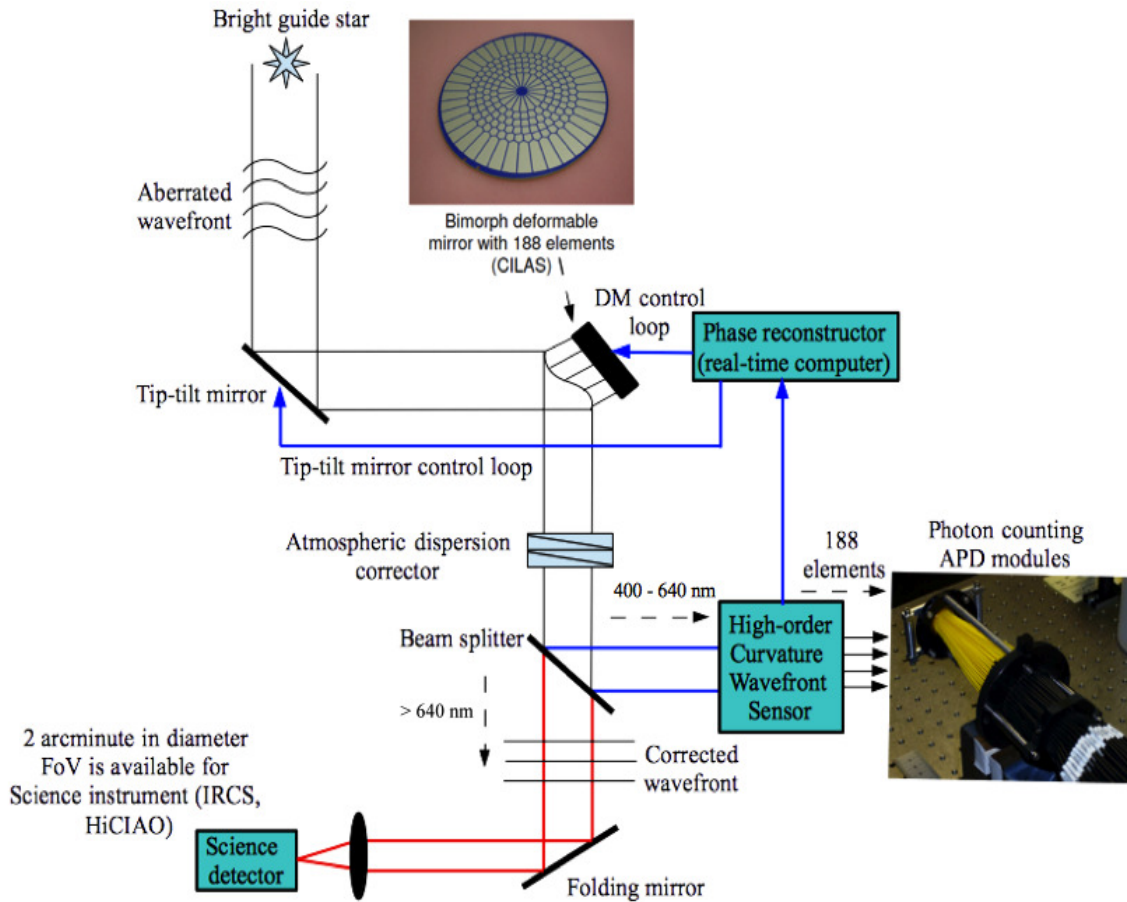 Bright guide star
Aberrated
wavefront
Bimorph deformable
mirror with 188 elements
(CILAS)
DM control
loop
Phase reconstructor
(real-time computer)
Tip-tilt mirror
Tip-tilt mirror control loop
Atmospheric dispersion
corrector
400 - 640 nm
188
elements
Photon counting
APD modules
Beam splitter
High-order
Curvature
Wavefront
Sensor
> 640 nm
Corrected
wavefront
2 arcminute in diameter
FoV is available for
Science instrument (IRCS,
HiCIAO)
Science
detector
Folding mirror